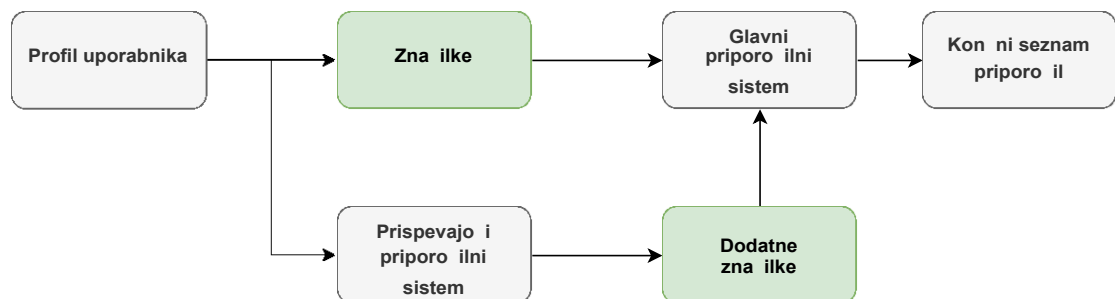 Profil uporabnika
Zna ilke
Glavni
priporo ilni
sistem
Kon ni seznam
priporo il
Prispevajo i
priporo ilni
sistem
Dodatne
zna ilke